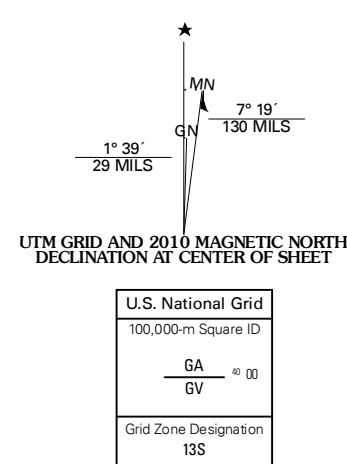 ★
MN
7° 19´
130 MILS
GN
1° 39´
29 MILS
UTM GRID AND 2010 MAGNETIC NORTH
DECLINATION AT CENTER OF SHEET
U.S. National Grid
100,000-m Square ID
GA
40 00
GV
Grid Zone Designation
13S